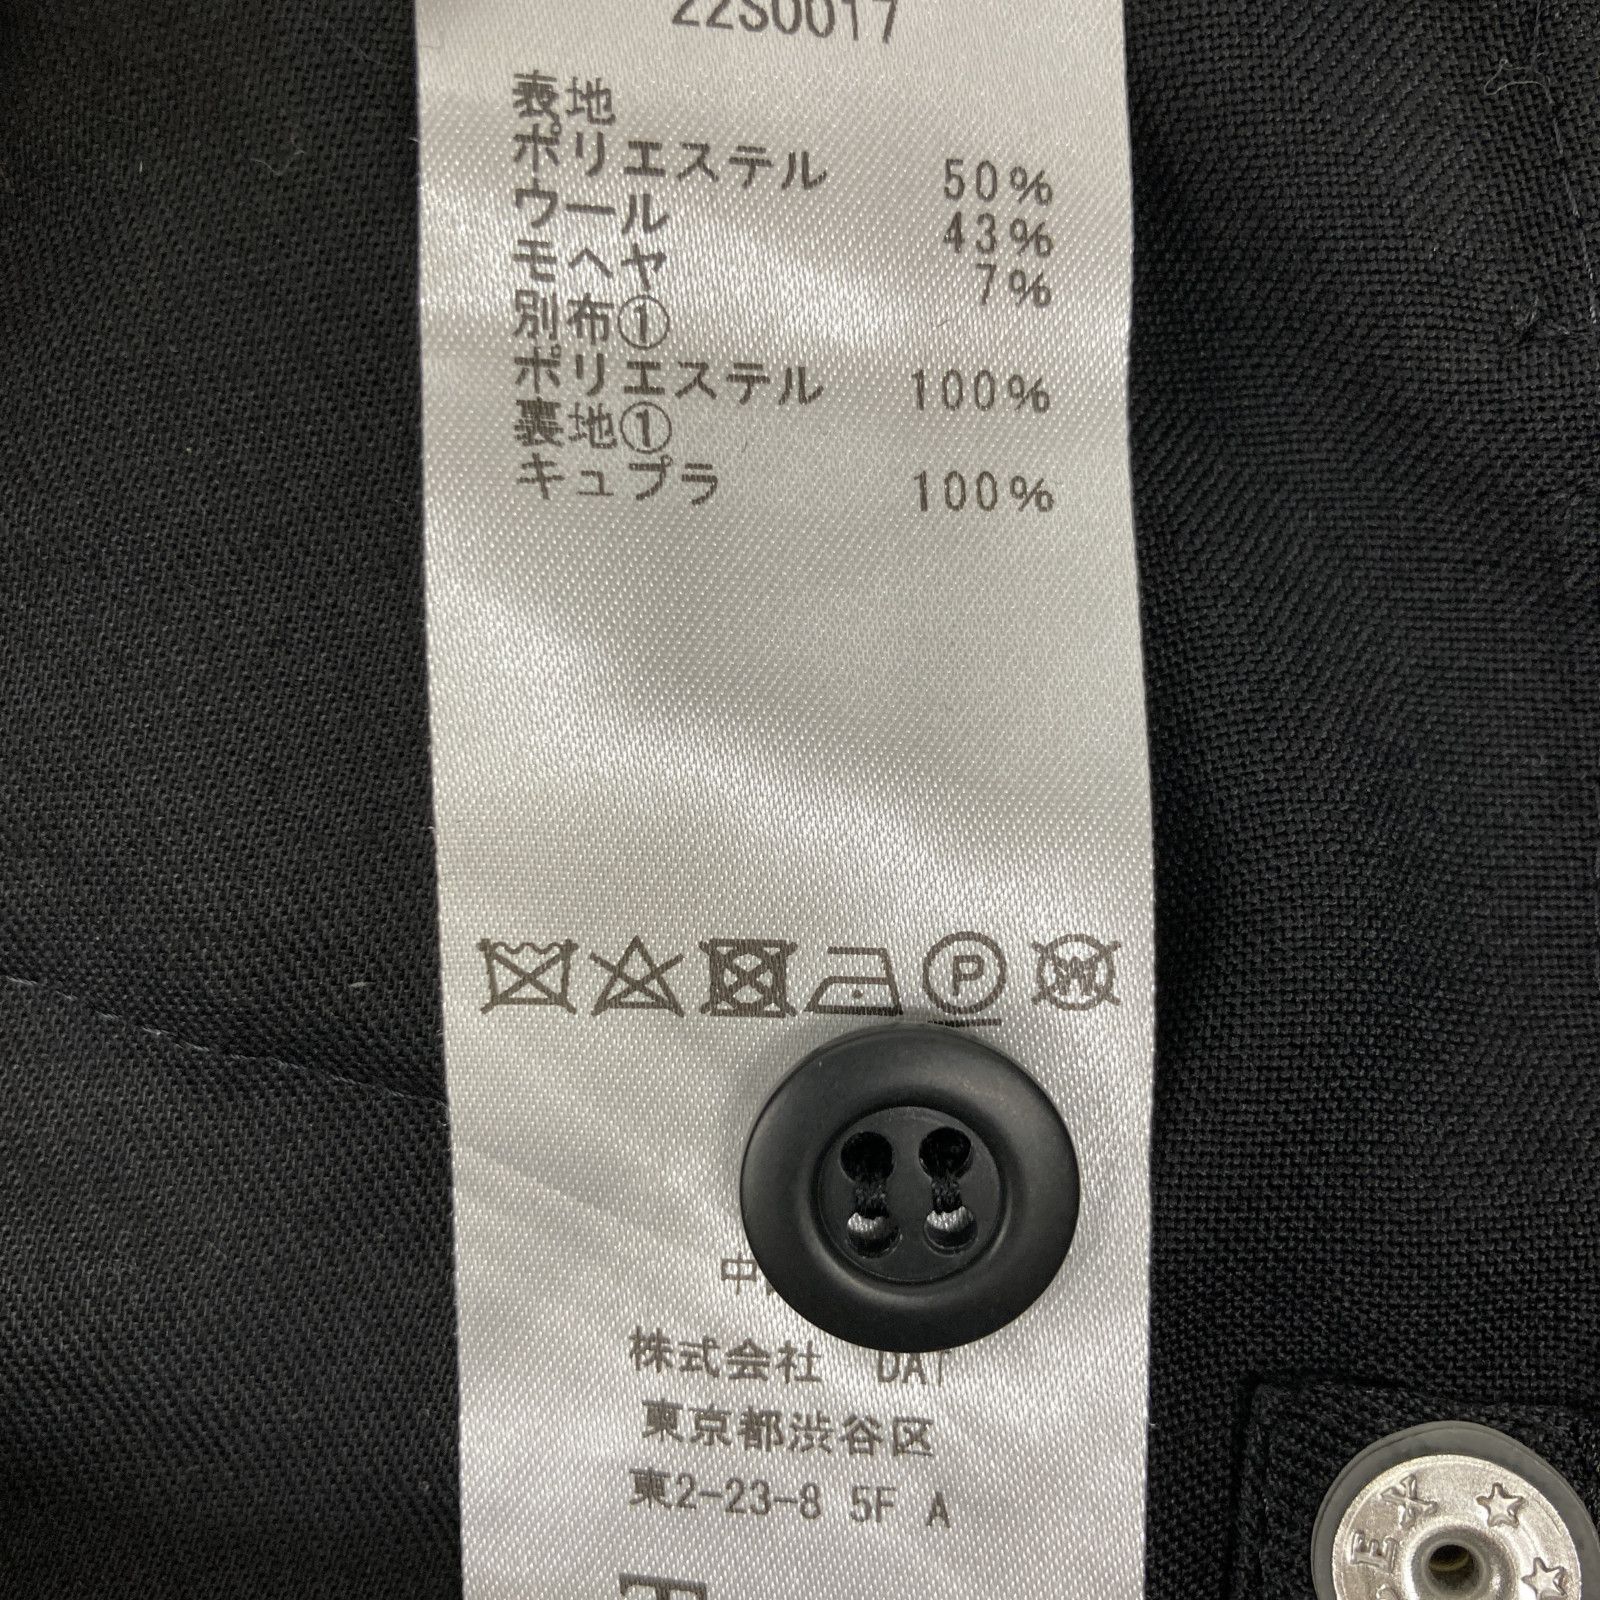 22S0017
表地
ポリエステル 50%
ウール 43%
モヘヤ 7%
別布①
ポリエステル 100%
裏地①
キュプラ 100%
P
W
中
株式会社 DAT
東京都渋谷区
東2-23-8 5F A
EX